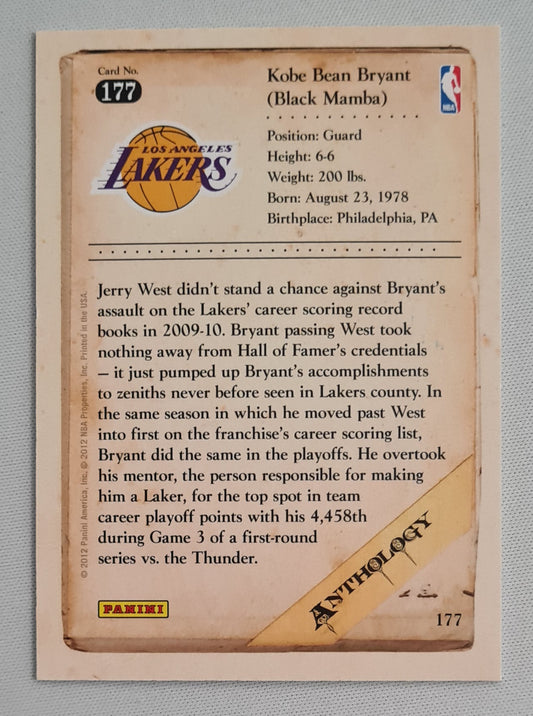 Card No.
177
LOS ANGELES
LAKERS
Kobe Bean Bryant
(Black Mamba)
NBA
Position: Guard
Height: 6-6
Weight: 200 lbs.
Born: August 23, 1978
Birthplace: Philadelphia, PA
Jerry West didn't stand a chance against Bryant's
assault on the Lakers' career scoring record
books in 2009-10. Bryant passing West took
nothing away from Hall of Famer's credentials
– it just pumped up Bryant's accomplishments
to zeniths never before seen in Lakers county. In
the same season in which he moved past West
into first on the franchise's career scoring list,
Bryant did the same in the playoffs. He overtook
his mentor, the person responsible for making
him a Laker, for the top spot in team
career playoff points with his 4,458th
during Game 3 of a first-round
series vs. the Thunder.
© 2012 Panini America, Inc. © 2012 NBA Properties, Inc. Printed in the USA.
PANINI
ANTHOLOGY
177